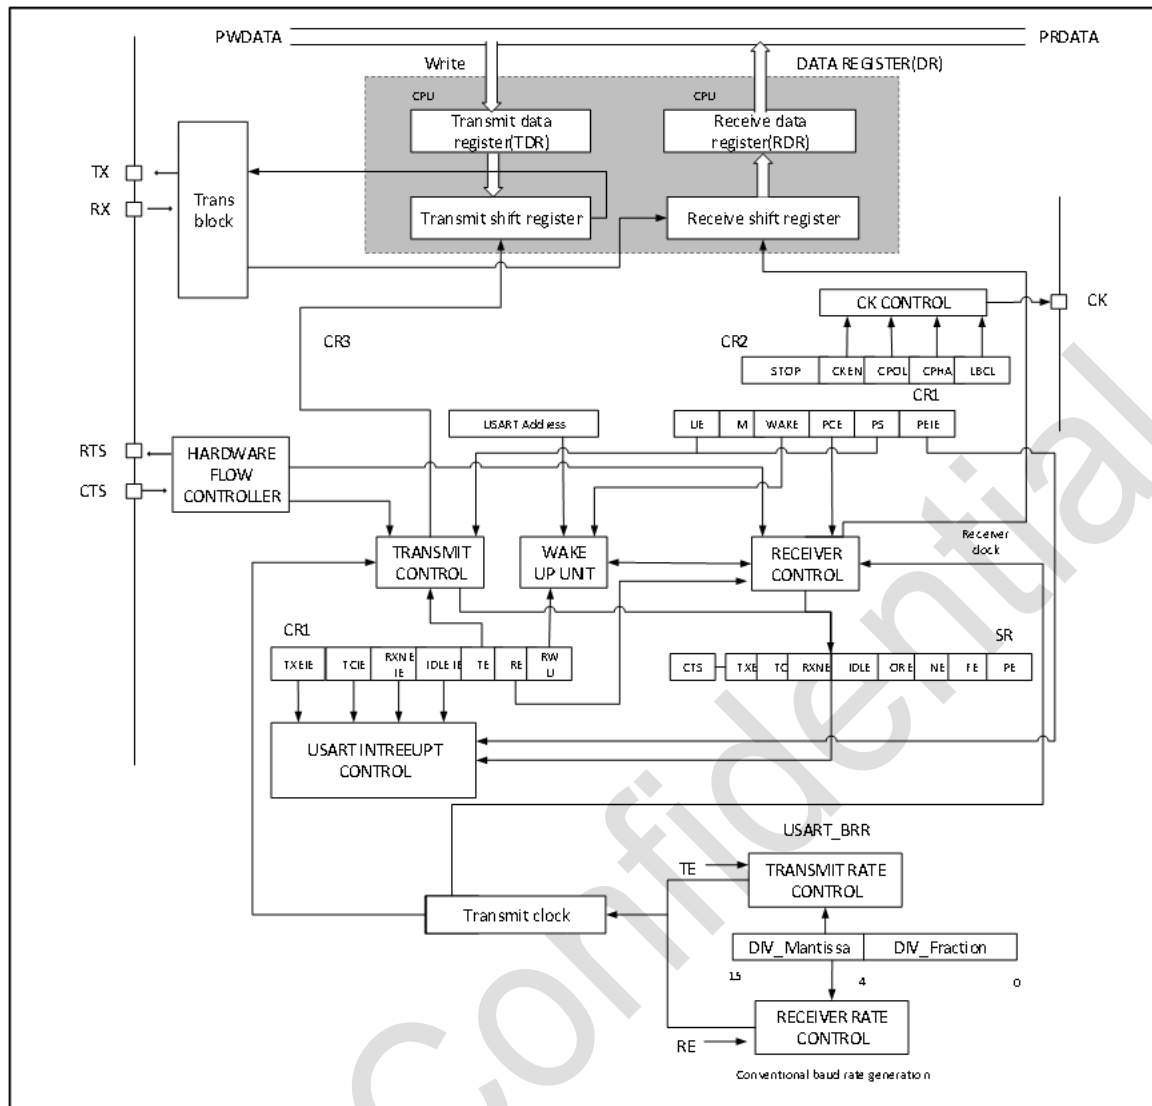 PWDATA
PRDATA
Write
DATA REGISTER(DR)
CPU
CPU
Transmit data
register(TDR)
Receive data
register(RDR)
TX
RX
Trans
block
Transmit shift register
Receive shift register
CK CONTROL
CK
CR3
CR2
STOP
CKEN
CPOL
CPHA
LBCL
CR1
USART Address
UE
M
WAKE
PCE
PS
PEIE
RTS
CTS
HARDWARE
FLOW
CONTROLLER
TRANSMIT
CONTROL
WAKE
UP UNIT
RECEIVER
CONTROL
Receiver
clock
CR1
SR
TXEIE
TCIE
RXNE
IE
IDLE IE
TE
RE
RW
U
CTS
TXE
TC
RXNE
IDLE
ORE
NE
FE
PE
USART INTREEUPT
CONTROL
USART_BRR
TE
TRANSMIT RATE
CONTROL
Transmit clock
DIV_Mantissa
DIV_Fraction
15
4
0
RECEIVER RATE
CONTROL
RE
Conventional baud rate generation
Confidential